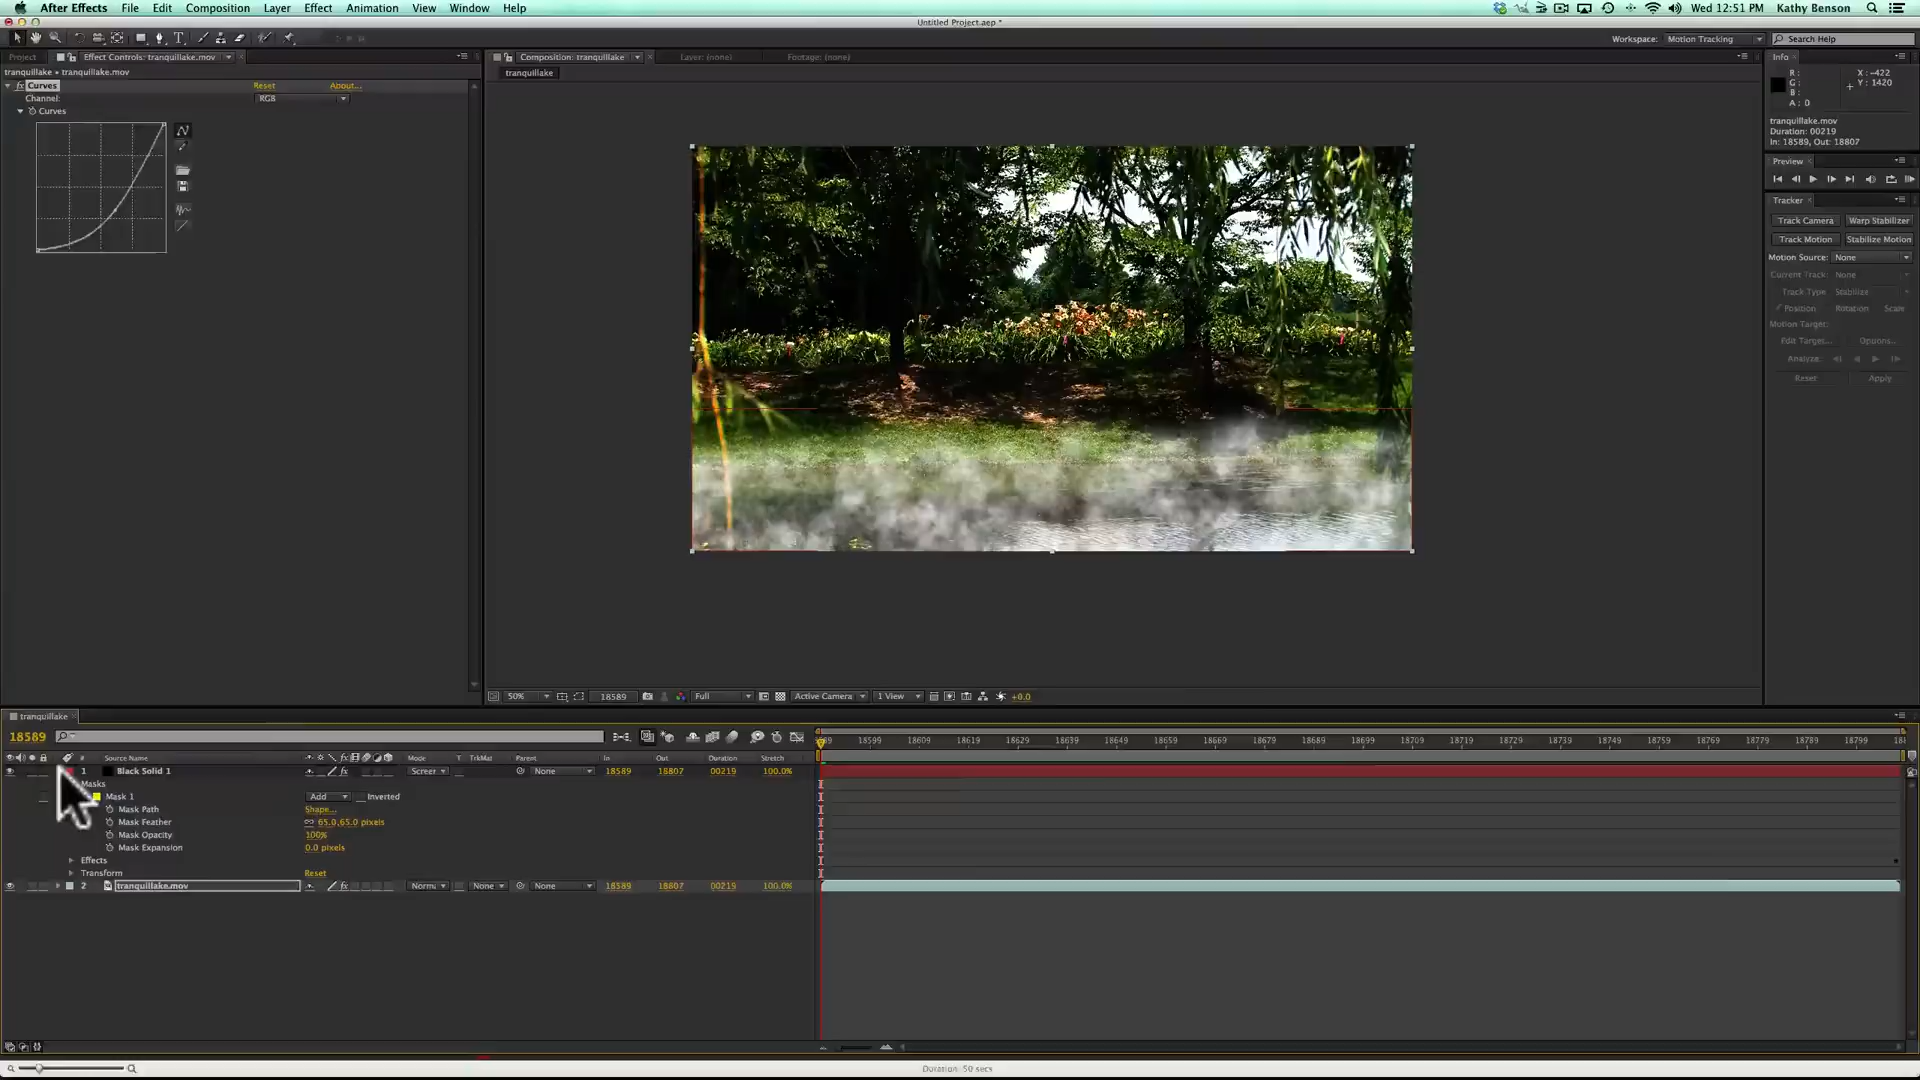 After Effects File Edit Composition Layer Effect Animation View Window Help Wed 12:51 PM Kathy Benson
Untitled Project.aep *
Workspace: Motion Tracking Search Help
Project Effect Controls: tranquillake.mov Composition: tranquillake Layer: (none) Footage: (none) Info
tranquillake • tranquillake.mov tranquillake
fx Curves Reset About...
Channel: RGB
Curves
R: X: -422
G: Y: 1420
B:
A: 0
tranquillake.mov
Duration: 00219
In: 18589, Out: 18807
Preview
Tracker
Track Camera Warp Stabilizer
Track Motion Stabilize Motion
Motion Source: None
Current Track: None
Track Type Stabilize
Position Rotation Scale
Motion Target:
Edit Target... Options...
Analyze:
Reset Apply
50% 18589 Full Active Camera 1 View +0.0
tranquillake
18589 18599 18609 18619 18629 18639 18649 18659 18669 18679 18689 18699 18709 18719 18729 18739 18749 18759 18769 18779 18789 18799
# Source Name fx Mode T TrkMat Parent In Out Duration Stretch
1 Black Solid 1 fx Screer None 18589 18807 00219 100.0%
Masks
Mask 1 Add Inverted
Mask Path Shape...
Mask Feather 65.0,65.0 pixels
Mask Opacity 100%
Mask Expansion 0.0 pixels
Effects
Transform Reset
2 tranquillake.mov fx Norma None None 18589 18807 00219 100.0%
Duration: 50 secs